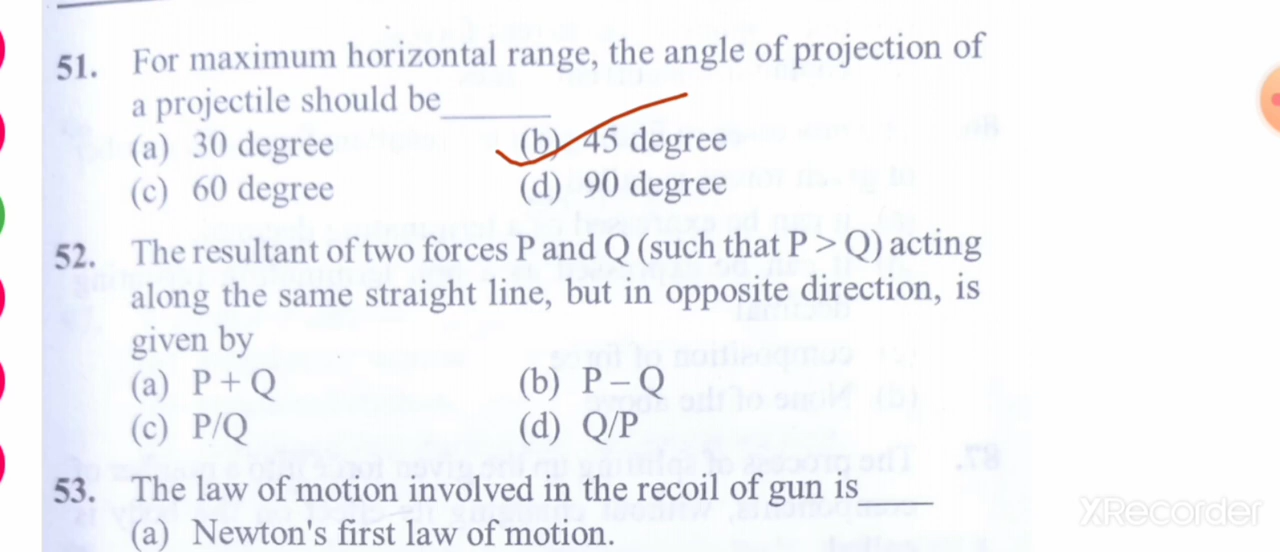 51. For maximum horizontal range, the angle of projection of
a projectile should be______
(a) 30 degree (b) 45 degree
(c) 60 degree (d) 90 degree
52. The resultant of two forces P and Q (such that P > Q) acting
along the same straight line, but in opposite direction, is
given by
(a) P + Q (b) P – Q
(c) P/Q (d) Q/P
53. The law of motion involved in the recoil of gun is____
(a) Newton's first law of motion.
XRecorder